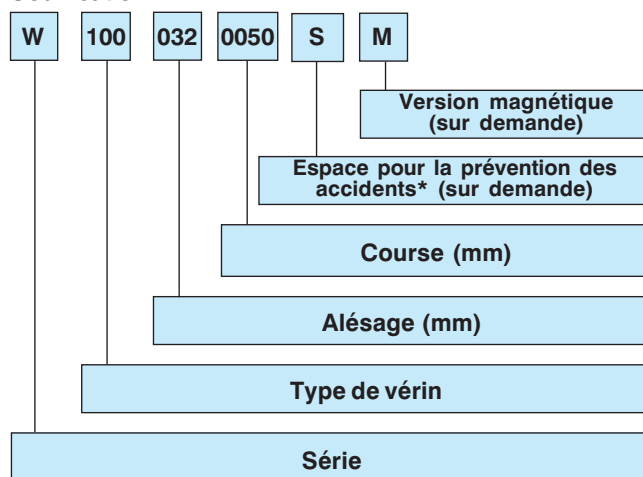 W 100 032 0050 S M
Version magnétique
(sur demande)
Espace pour la prévention des
accidents* (sur demande)
Course (mm)
Alésage (mm)
Type de vérin
Série